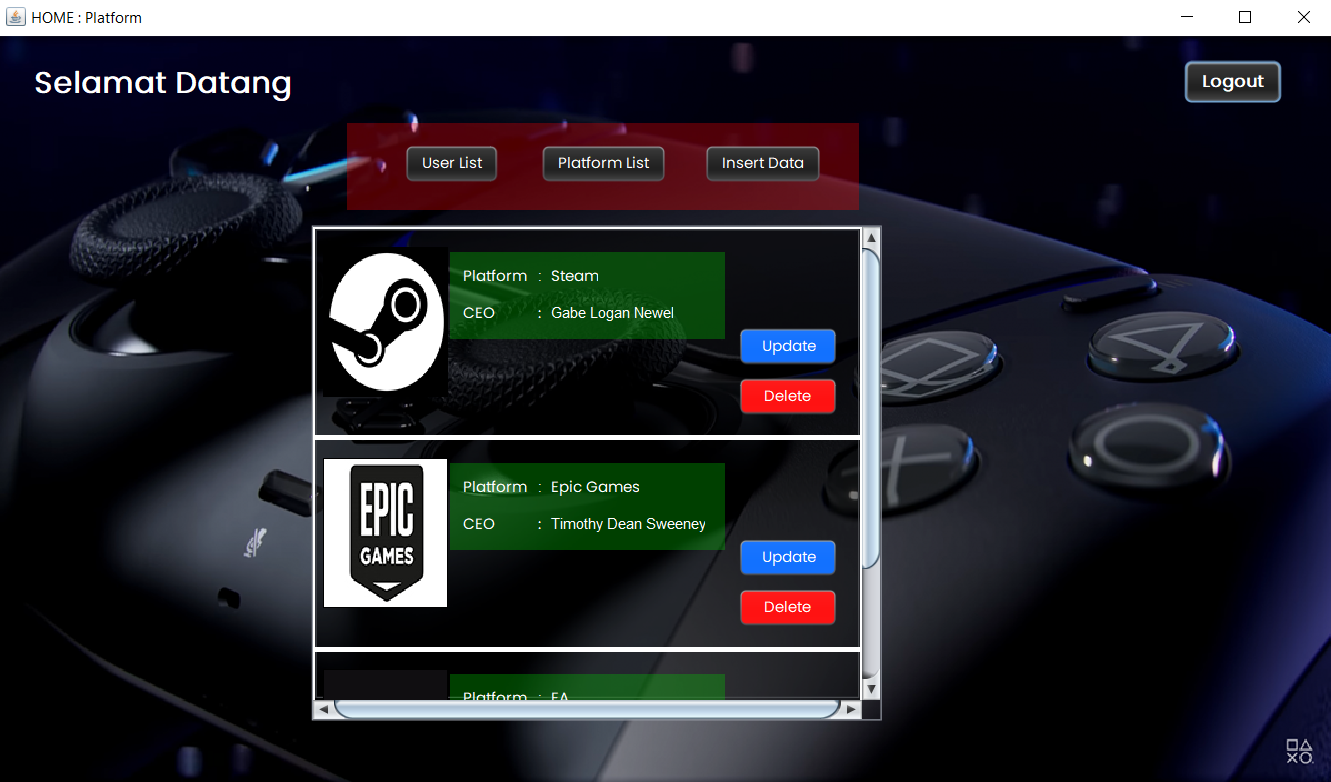 HOME : Platform
Selamat Datang
Logout
User List
Platform List
Insert Data
Platform : Steam
CEO : Gabe Logan Newel
Update
Delete
EPIC
GAMES
Platform : Epic Games
CEO : Timothy Dean Sweeney
Update
Delete
Platform : EA